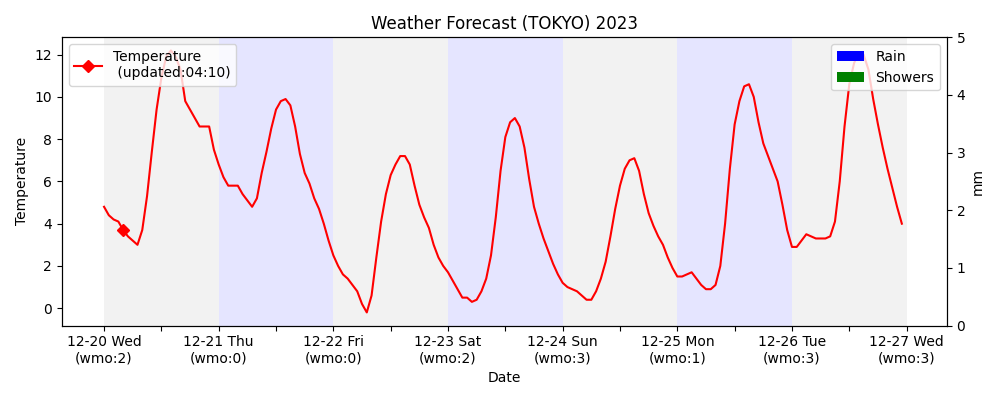 Weather Forecast (TOKYO) 2023
Temperature
(updated:04:10)
Rain
Showers
12
10
8
6
4
2
0
Temperature
5
4
3
2
1
0
mm
12-20 Wed
(wmo:2)
12-21 Thu
(wmo:0)
12-22 Fri
(wmo:0)
12-23 Sat
(wmo:2)
12-24 Sun
(wmo:3)
12-25 Mon
(wmo:1)
12-26 Tue
(wmo:3)
12-27 Wed
(wmo:3)
Date